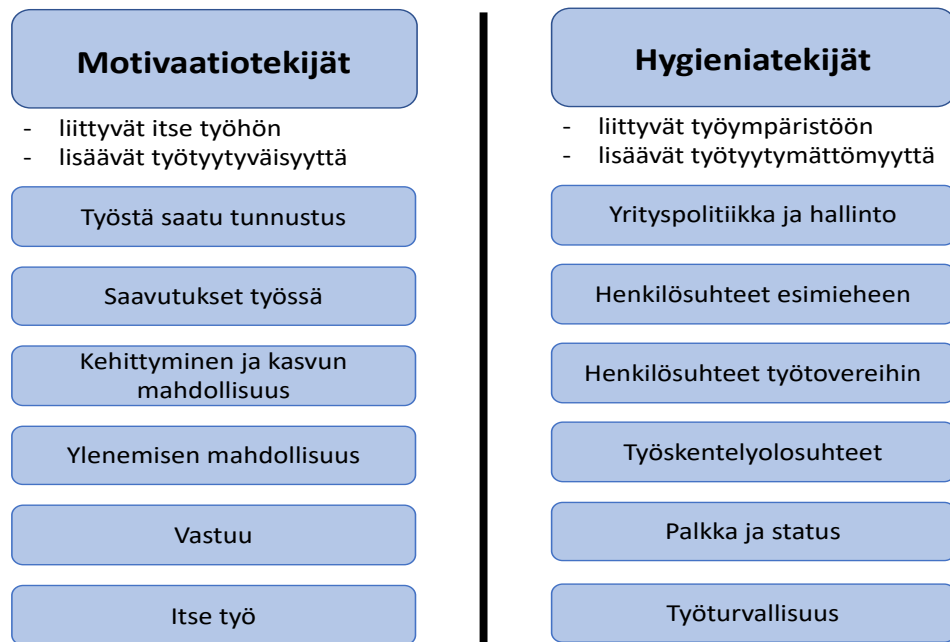 Motivaatiotekijät
- liittyvät itse työhön
- lisäävät työtyytyväisyyttä
Työstä saatu tunnustus
Saavutukset työssä
Kehittyminen ja kasvun
mahdollisuus
Ylenemisen mahdollisuus
Vastuu
Itse työ
Hygieniatekijät
- liittyvät työympäristöön
- lisäävät työtyytymättömyyttä
Yrityspolitiikka ja hallinto
Henkilösuhteet esimieheen
Henkilösuhteet työtovereihin
Työskentelyolosuhteet
Palkka ja status
Työturvallisuus